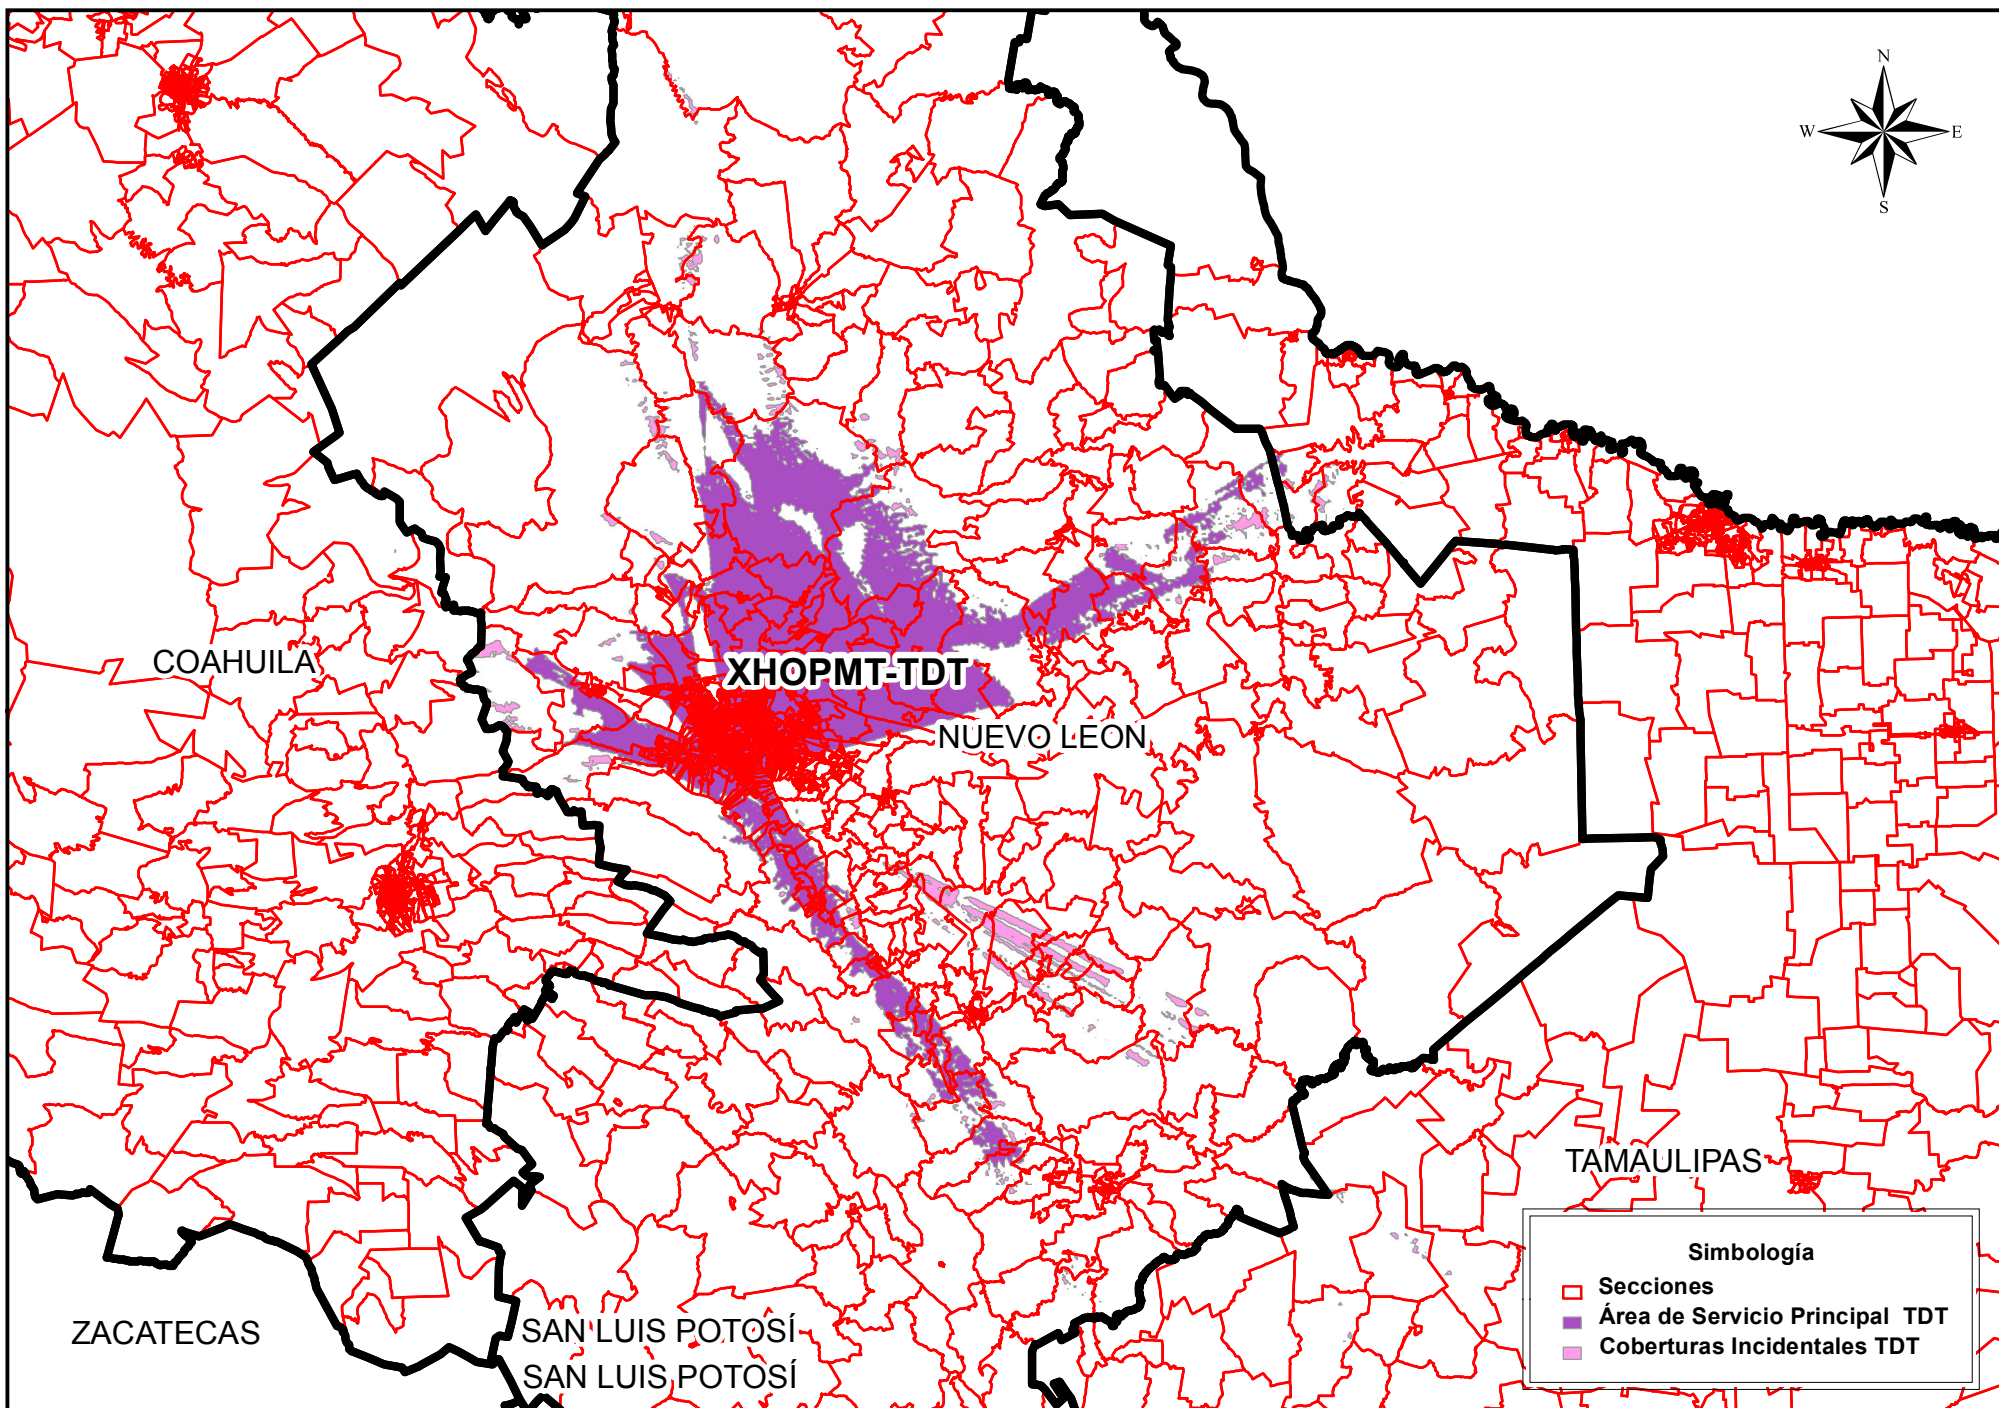 N
W E
S
COAHUILA
XHOPMT-TDT
NUEVO LEON
TAMAULIPAS
ZACATECAS
SAN LUIS POTOSÍ
SAN LUIS POTOSÍ
Simbología
Secciones
Área de Servicio Principal TDT
Coberturas Incidentales TDT